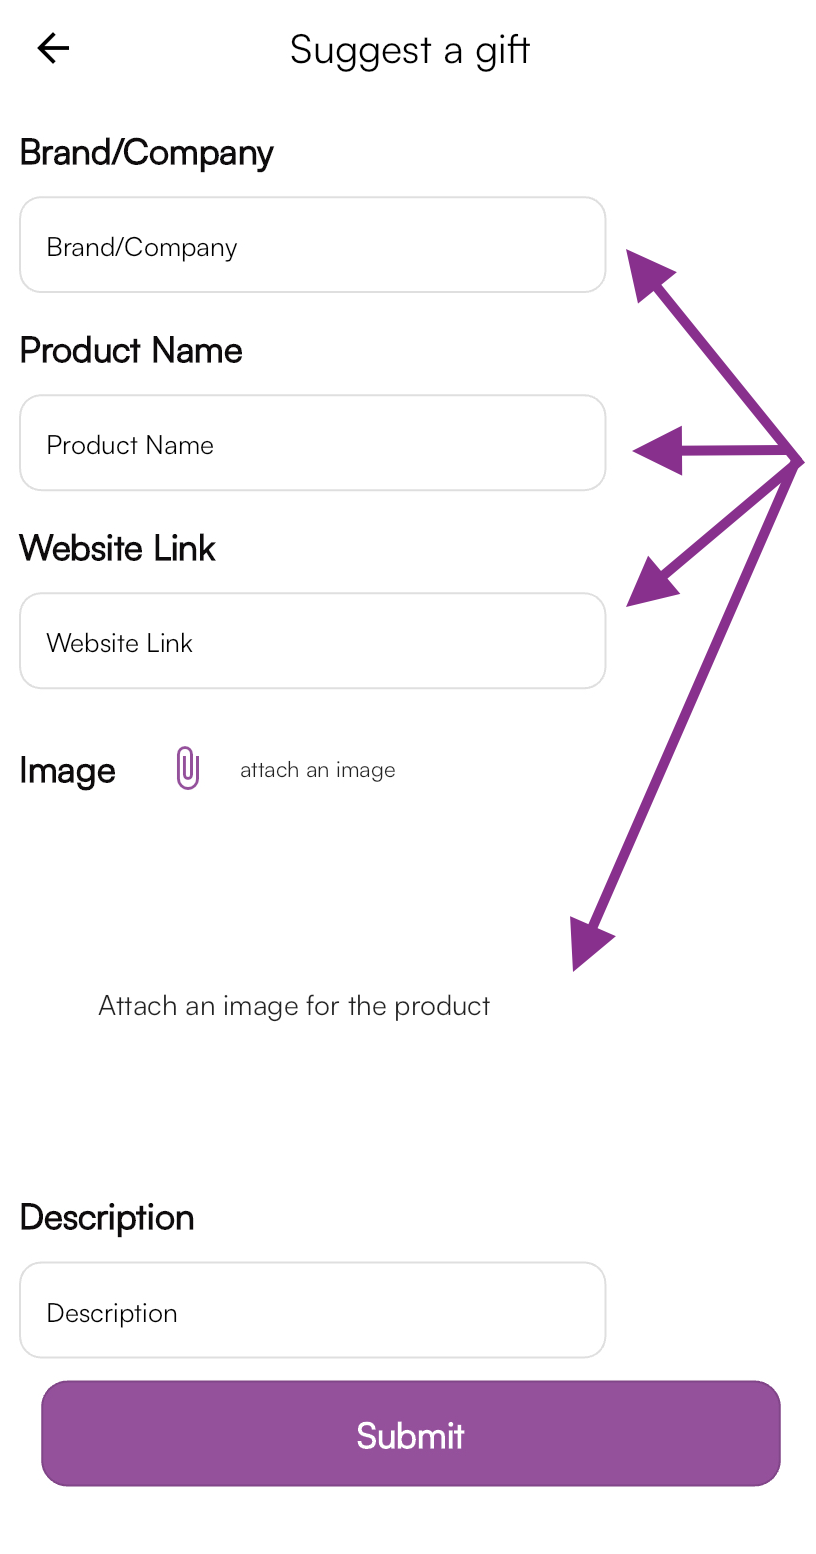 Suggest a gift
Brand/Company
Brand/Company
Product Name
Product Name
Website Link
Website Link
Image attach an image
Attach an image for the product
Description
Description
Submit